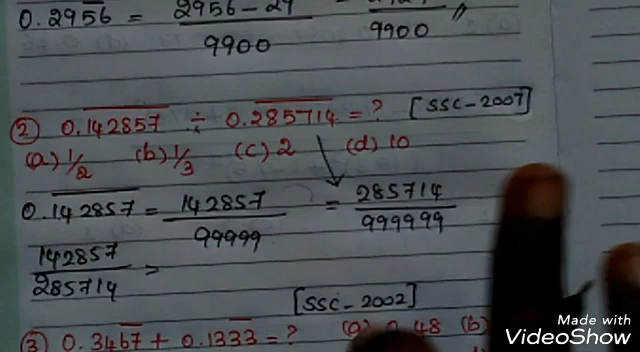 0.2956 = 2956 - 29 / 9900 9900 //
② 0.142857 ÷ 0.285714 = ? [SSC-2007]
(a) 1/2 (b) 1/3 (c) 2 (d) 10
0.142857 = 142857 / 99999 = 285714 / 999999
142857 / 285714 =
[SSC-2002]
③ 0.3467 + 0.1333 = ? (a) 0.48 (b)
Made with
VideoShow